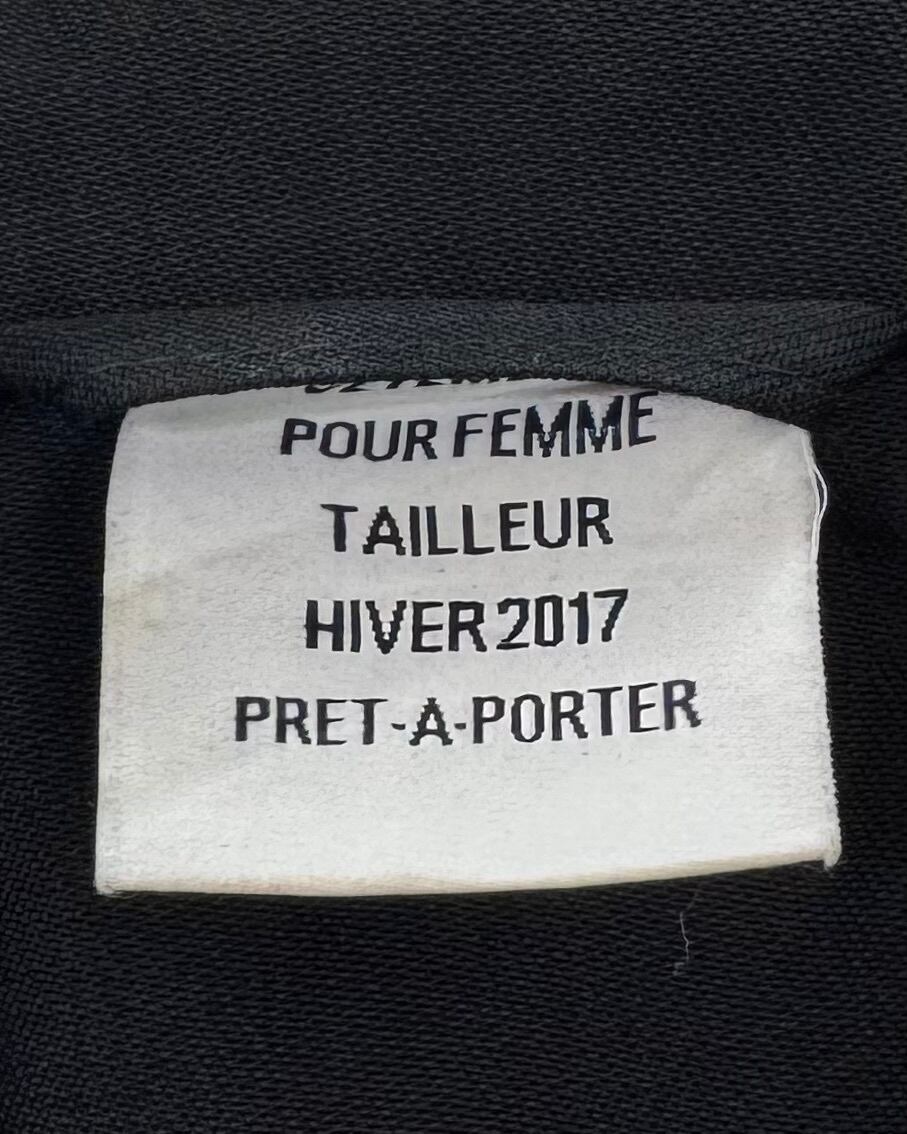 POUR FEMME
TAILLEUR
HIVER 2017
PRET-A-PORTER